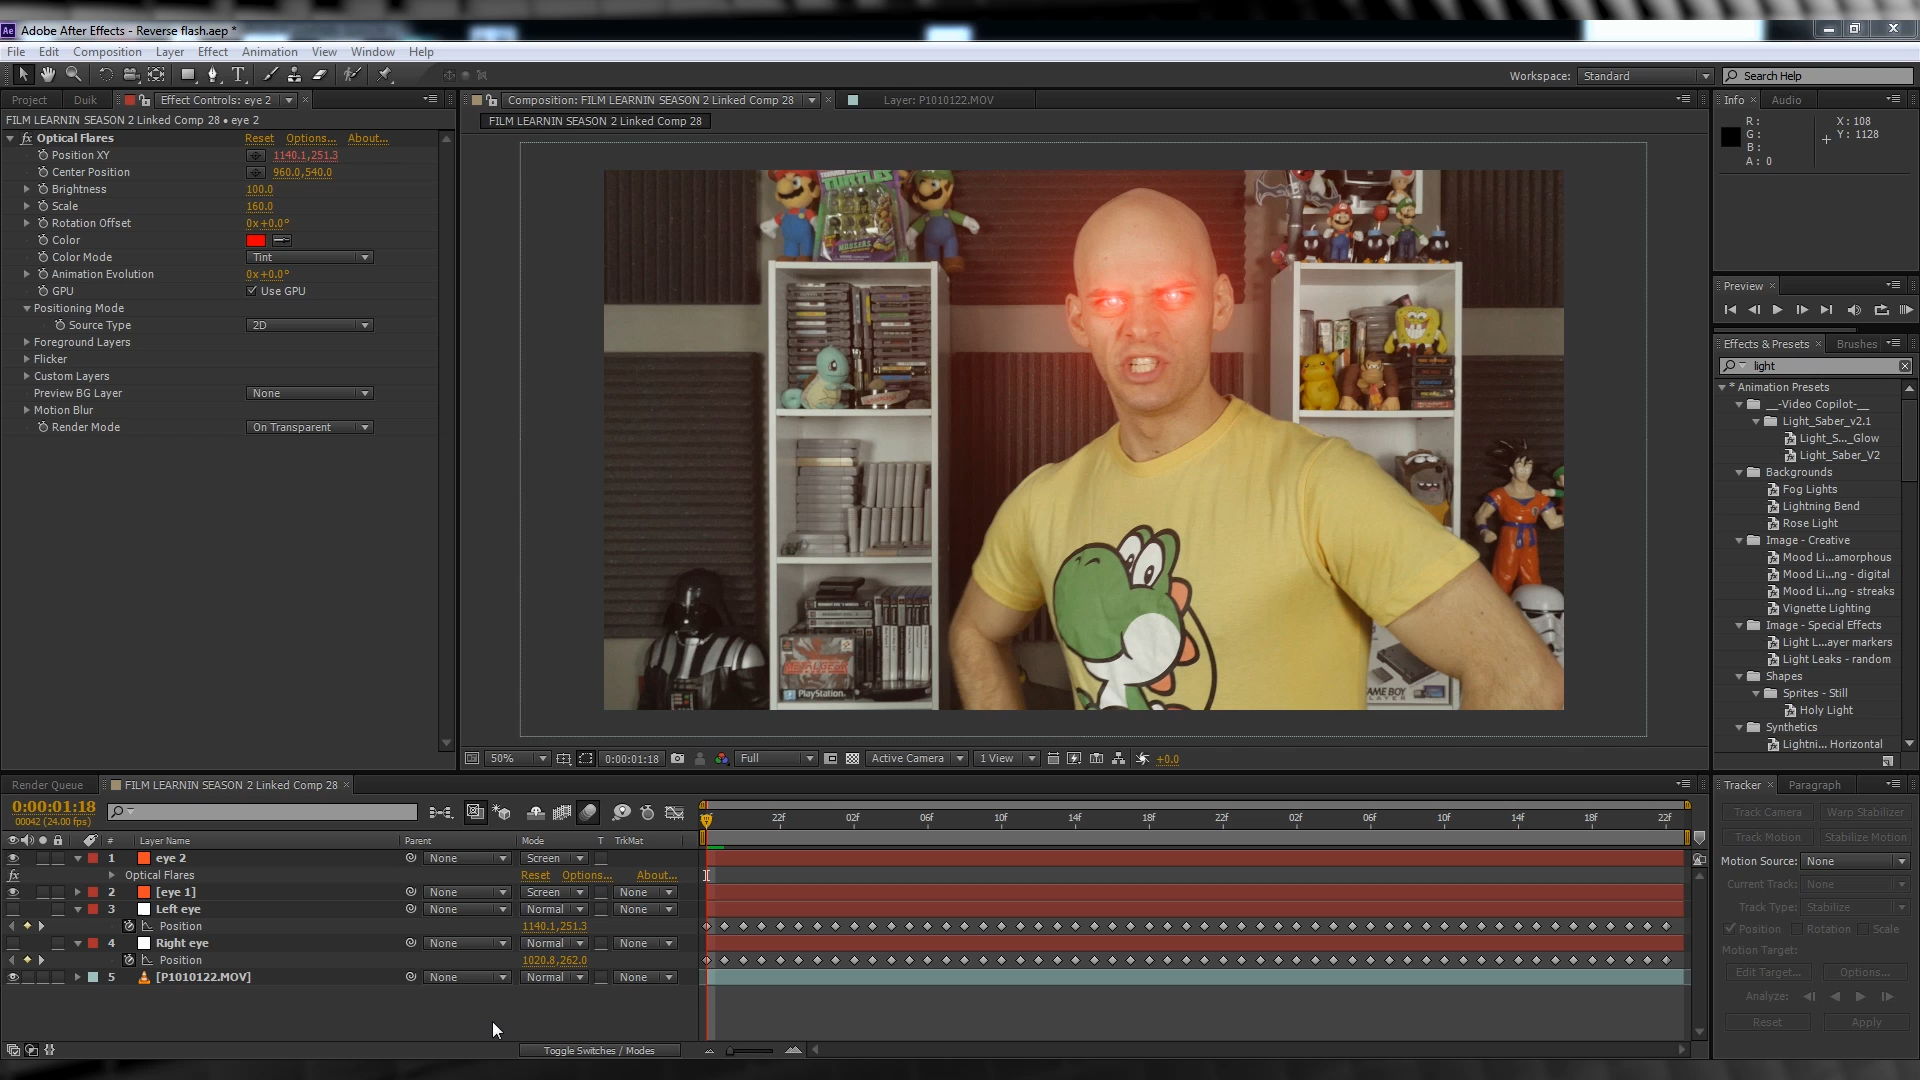 Ae Adobe After Effects - Reverse flash.aep *
File Edit Composition Layer Effect Animation View Window Help
Workspace: Standard Search Help
Project Duik Effect Controls: eye 2
FILM LEARNIN SEASON 2 Linked Comp 28 • eye 2
fx Optical Flares Reset Options... About...
Position XY 1140.1,251.3
Center Position 960.0,540.0
Brightness 100.0
Scale 160.0
Rotation Offset 0x+0.0°
Color
Color Mode Tint
Animation Evolution 0x+0.0°
GPU Use GPU
Positioning Mode
Source Type 2D
Foreground Layers
Flicker
Custom Layers
Preview BG Layer None
Motion Blur
Render Mode On Transparent
Composition: FILM LEARNIN SEASON 2 Linked Comp 28 Layer: P1010122.MOV
FILM LEARNIN SEASON 2 Linked Comp 28
TURTLES
PlayStation.
GAME BOY
50% 0:00:01:18 Full Active Camera 1 View +0.0
Info Audio
R: X: 108
G: Y: 1128
B:
A: 0
Preview
Effects & Presets Brushes
light
* Animation Presets
__-Video Copilot-__
Light_Saber_v2.1
Light_S..._Glow
Light_Saber_V2
Backgrounds
Fog Lights
Lightning Bend
Rose Light
Image - Creative
Mood Li...amorphous
Mood Li...ng - digital
Mood Li...ng - streaks
Vignette Lighting
Image - Special Effects
Light L...ayer markers
Light Leaks - random
Shapes
Sprites - Still
Holy Light
Synthetics
Lightni... Horizontal
Render Queue FILM LEARNIN SEASON 2 Linked Comp 28
0:00:01:18
00042 (24.00 fps)
22f 02f 06f 10f 14f 18f 22f 02f 06f 10f 14f 18f 22f
# Layer Name Parent Mode T TrkMat
1 eye 2 None Screen
fx Optical Flares Reset Options... About...
2 [eye 1] None Screen None
3 Left eye None Normal None
Position 1140.1,251.3
4 Right eye None Normal None
Position 1020.8,262.0
5 [P1010122.MOV] None Normal None
Toggle Switches / Modes
Tracker Paragraph
Track Camera Warp Stabilizer
Track Motion Stabilize Motion
Motion Source: None
Current Track: None
Track Type: Stabilize
Position Rotation Scale
Motion Target:
Edit Target... Options...
Analyze:
Reset Apply